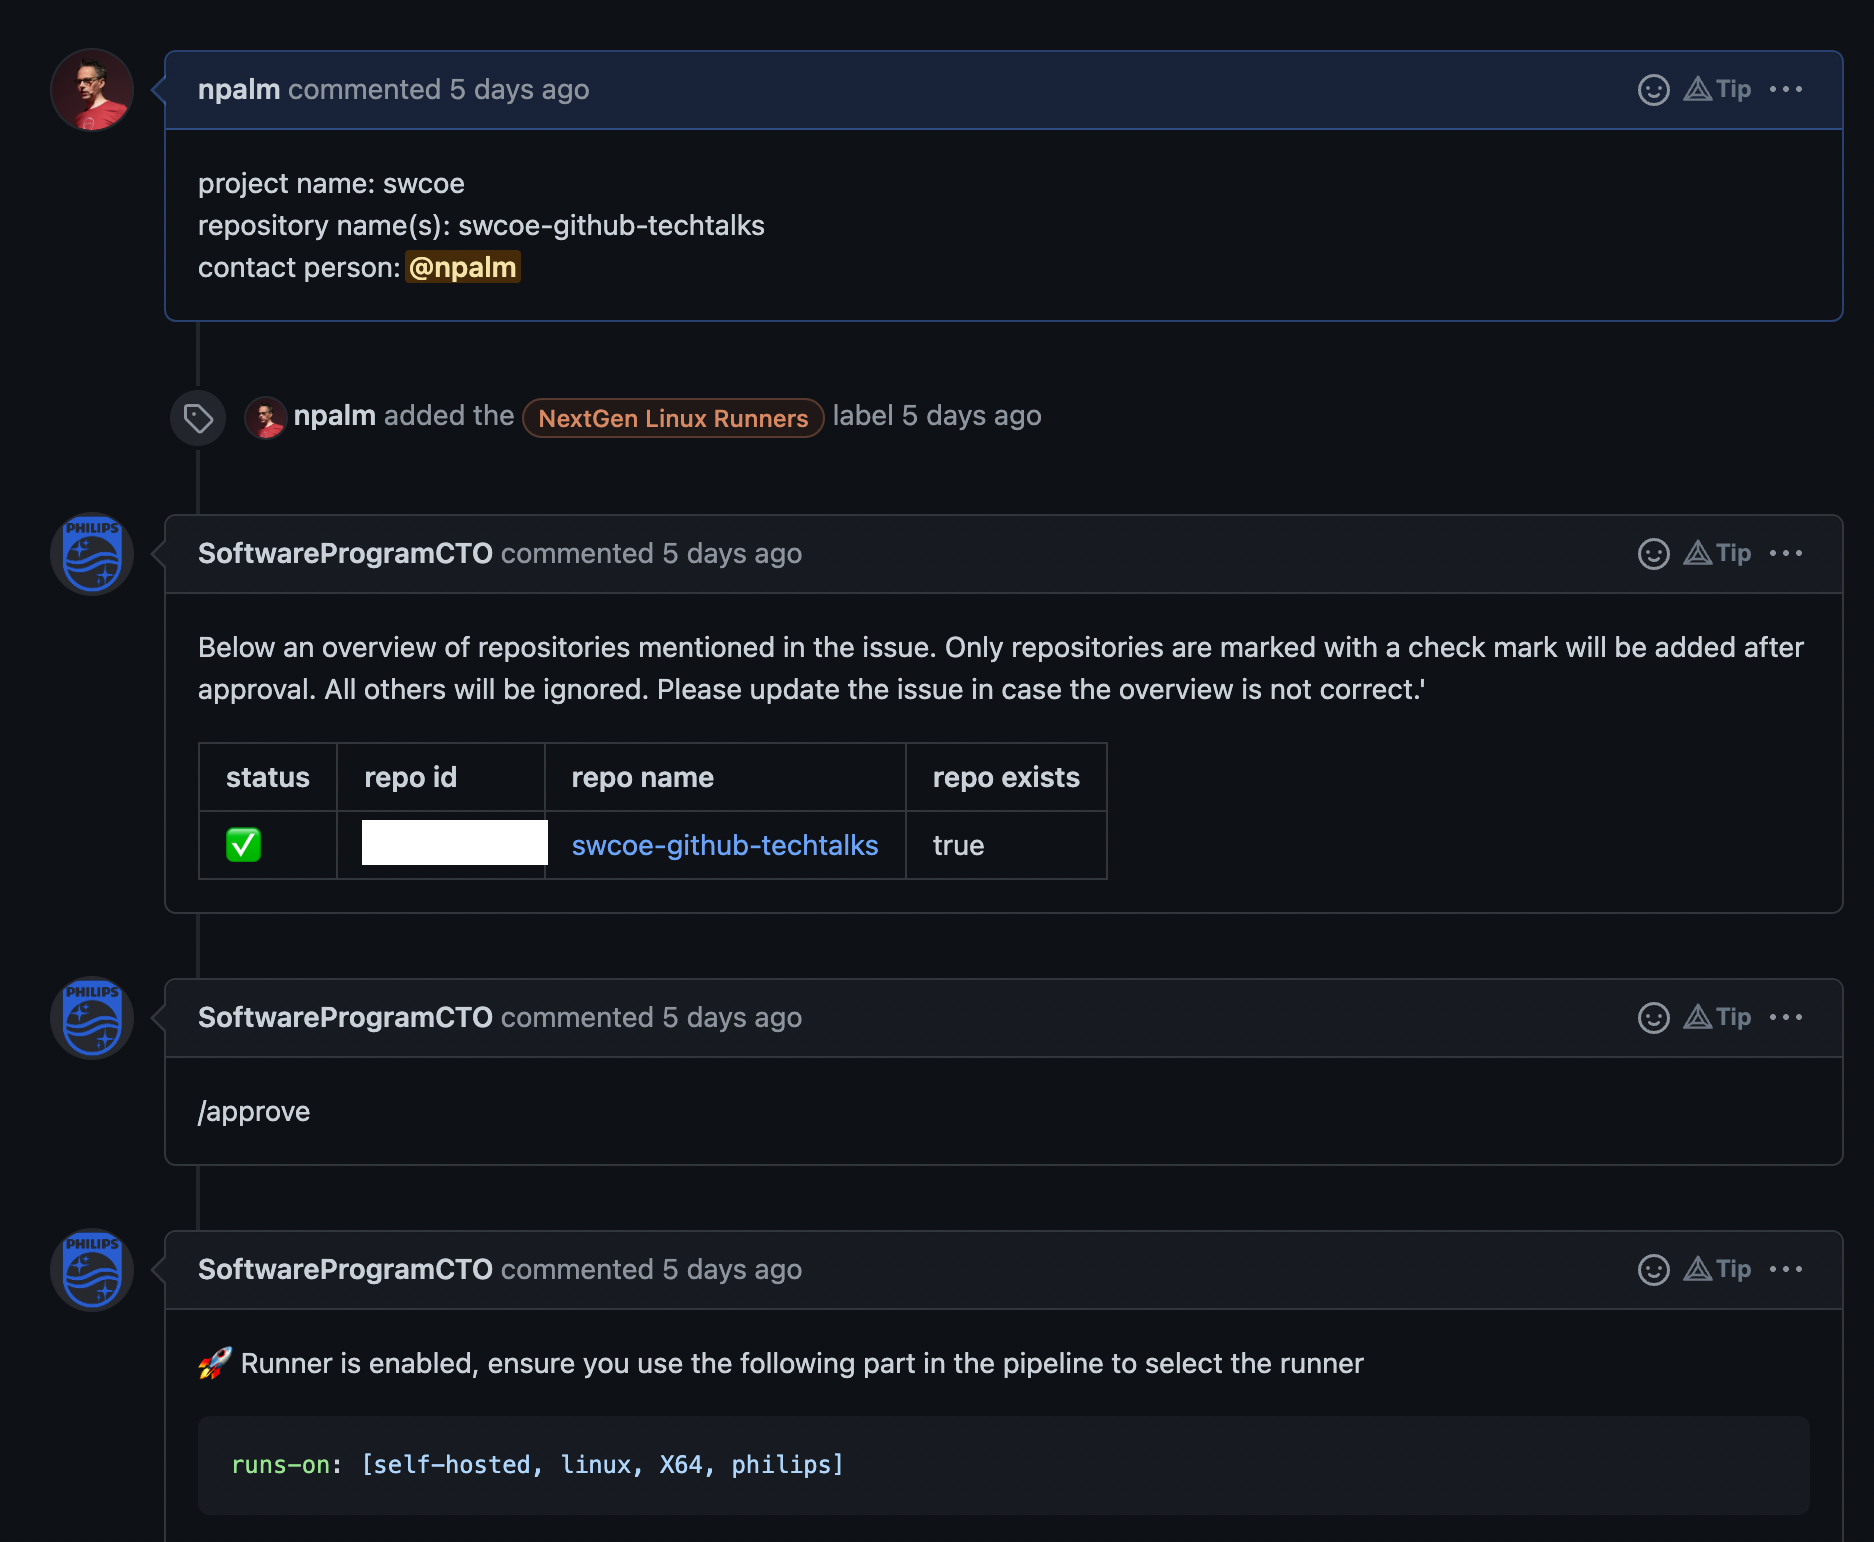 npalm commented 5 days ago
Tip
project name: swcoe
repository name(s): swcoe-github-techtalks
contact person: @npalm
npalm added the NextGen Linux Runners label 5 days ago
PHILIPS
SoftwareProgramCTO commented 5 days ago
Tip
Below an overview of repositories mentioned in the issue. Only repositories are marked with a check mark will be added after
approval. All others will be ignored. Please update the issue in case the overview is not correct.'
status repo id repo name repo exists
✅ swcoe-github-techtalks true
PHILIPS
SoftwareProgramCTO commented 5 days ago
Tip
/approve
PHILIPS
SoftwareProgramCTO commented 5 days ago
Tip
🚀 Runner is enabled, ensure you use the following part in the pipeline to select the runner
runs-on: [self-hosted, linux, X64, philips]